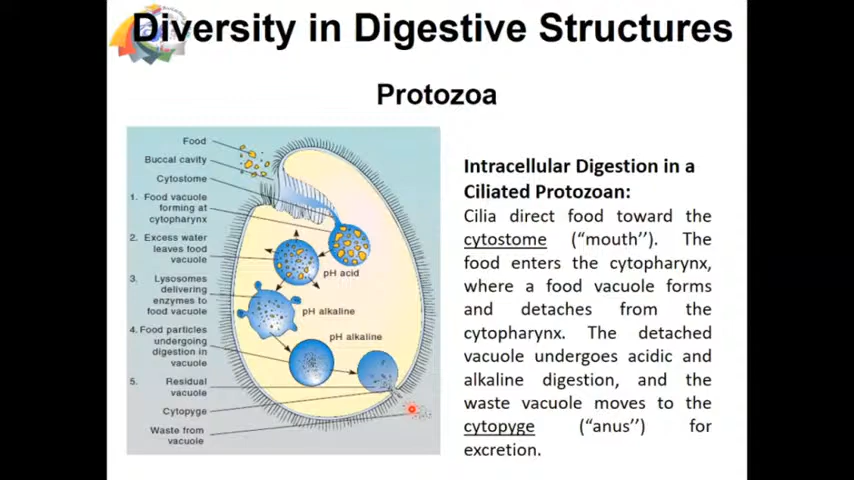 Diversity in Digestive Structures
Protozoa
Food
Buccal cavity
Cytostome
1. Food vacuole
forming at
cytopharynx
2. Excess water
leaves food
vacuole
3. Lysosomes
delivering
enzymes to
food vacuole
4. Food particles
undergoing
digestion in
vacuole
5. Residual
vacuole
Cytopyge
Waste from
vacuole
pH acid
pH alkaline
pH alkaline
Intracellular Digestion in a
Ciliated Protozoan:
Cilia direct food toward the
cytostome (“mouth’’). The
food enters the cytopharynx,
where a food vacuole forms
and detaches from the
cytopharynx. The detached
vacuole undergoes acidic and
alkaline digestion, and the
waste vacuole moves to the
cytopyge (“anus’’) for
excretion.